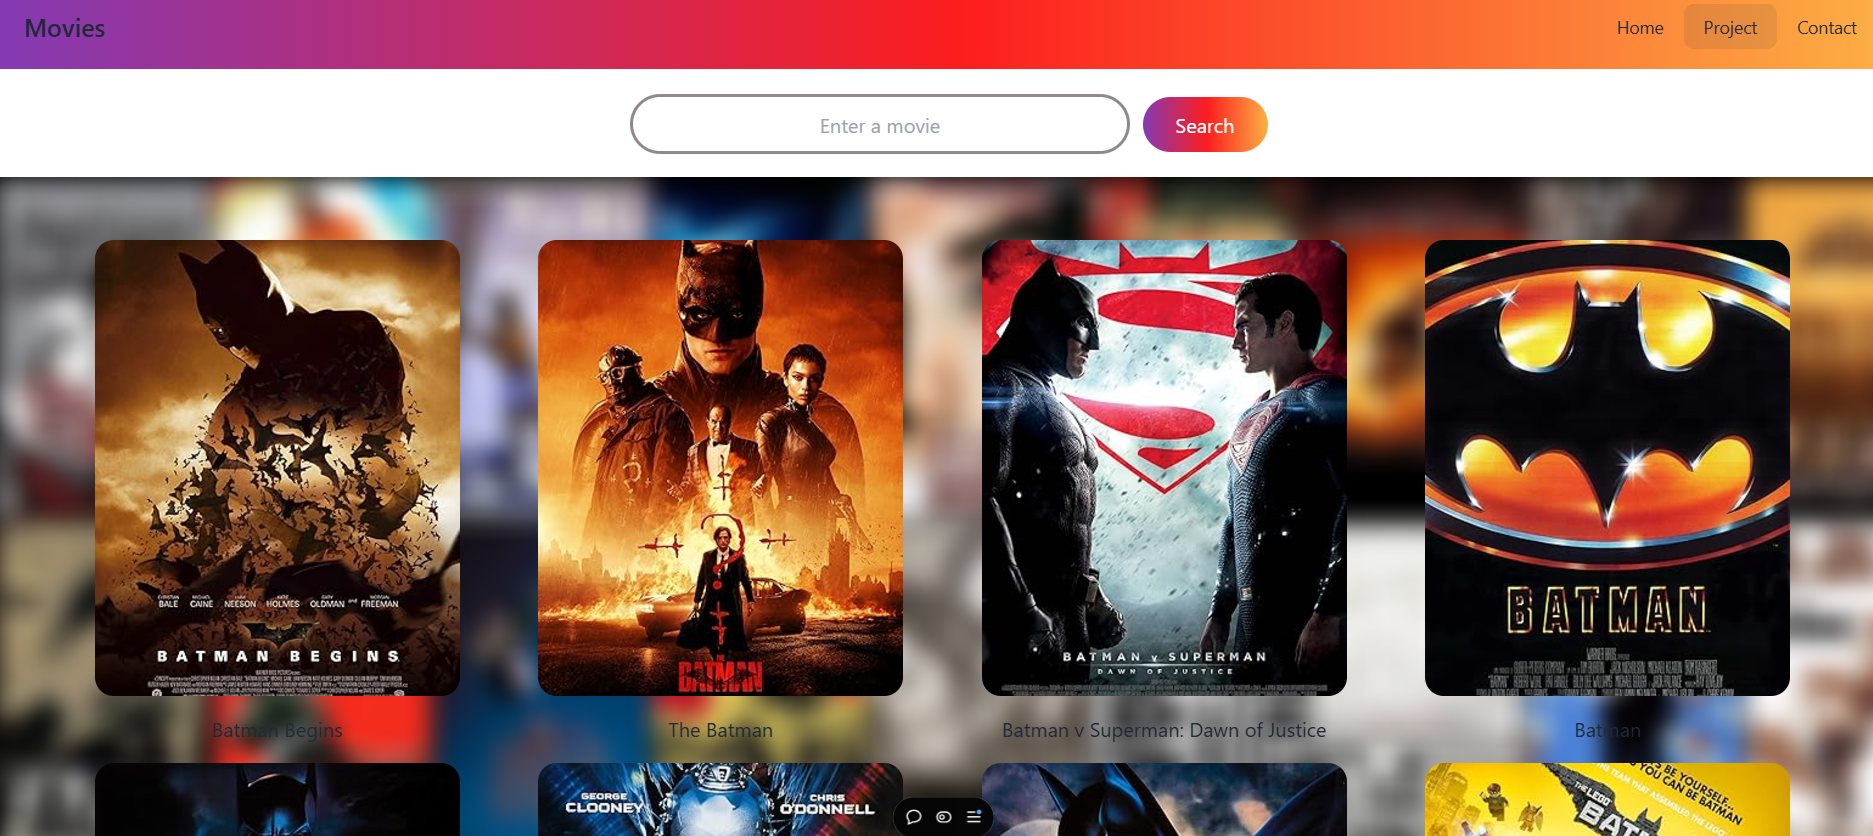 Movies
Home
Project
Contact
Enter a movie
Search
CHRISTIAN BALE
MICHAEL CAINE
LIAM NEESON
KATIE HOLMES
GARY OLDMAN and
MORGAN FREEMAN
BATMAN BEGINS
THE BATMAN
BATMAN v SUPERMAN
DAWN OF JUSTICE
BATMAN
Batman Begins
The Batman
Batman v Superman: Dawn of Justice
Batman
GEORGE
CLOONEY
CHRIS
O'DONNELL
BE YOURSELF...
YOU CAN BE BATMAN
THE LEGO